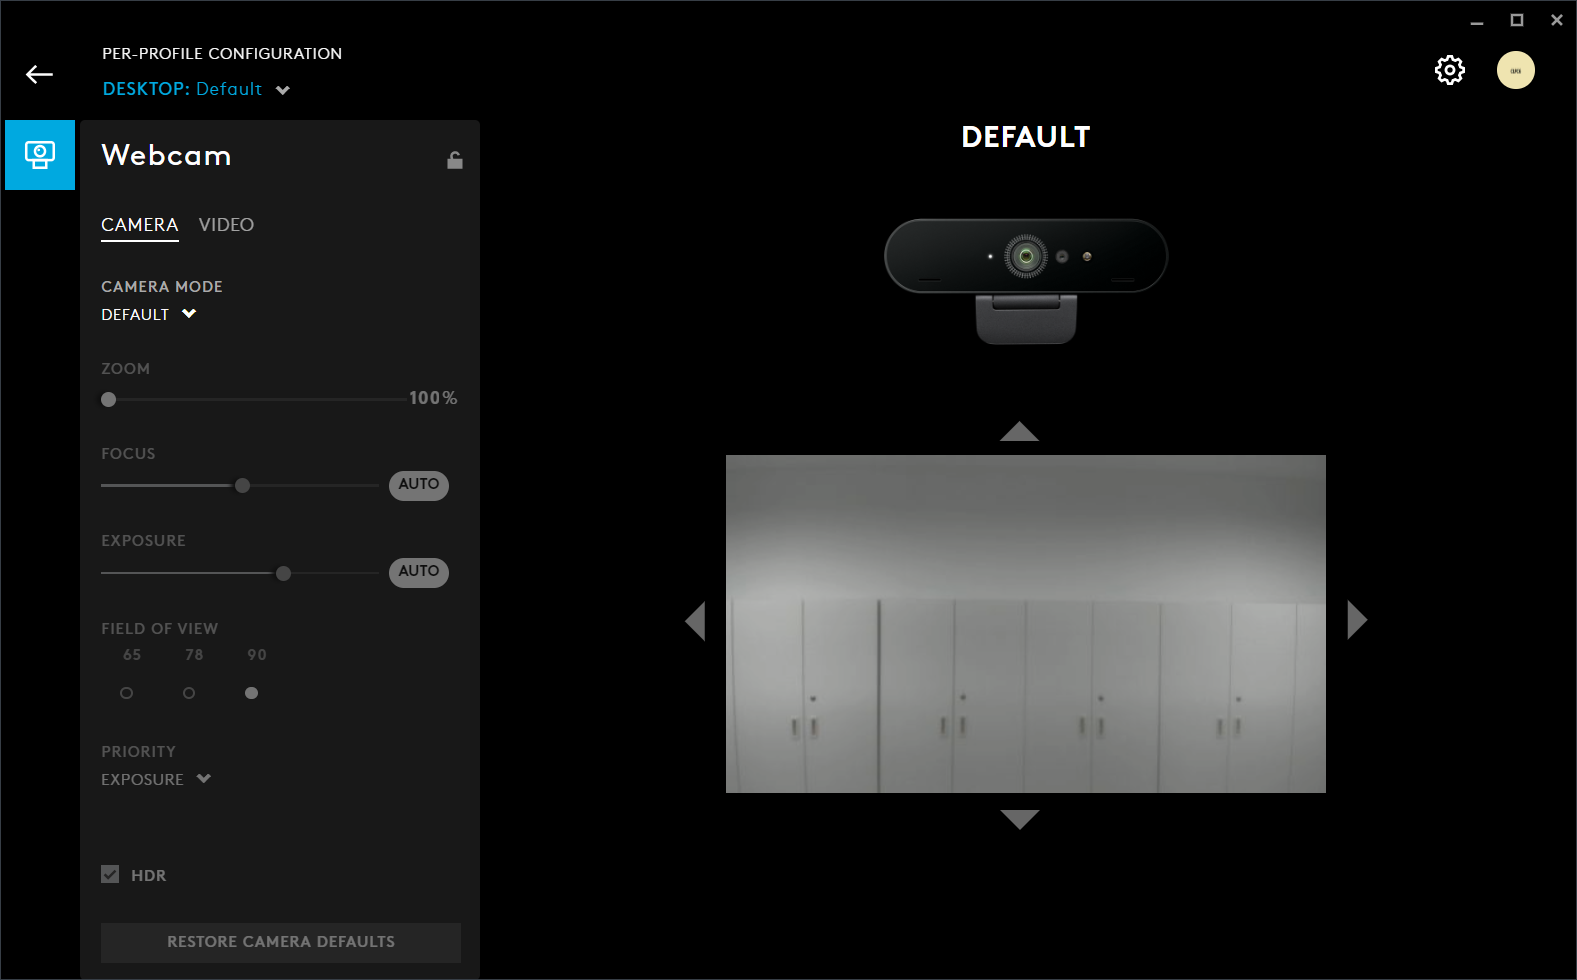 PER-PROFILE CONFIGURATION
DESKTOP: Default
Webcam
CAMERA VIDEO
CAMERA MODE
DEFAULT
ZOOM
100%
FOCUS
AUTO
EXPOSURE
AUTO
FIELD OF VIEW
65 78 90
PRIORITY
EXPOSURE
HDR
RESTORE CAMERA DEFAULTS
DEFAULT